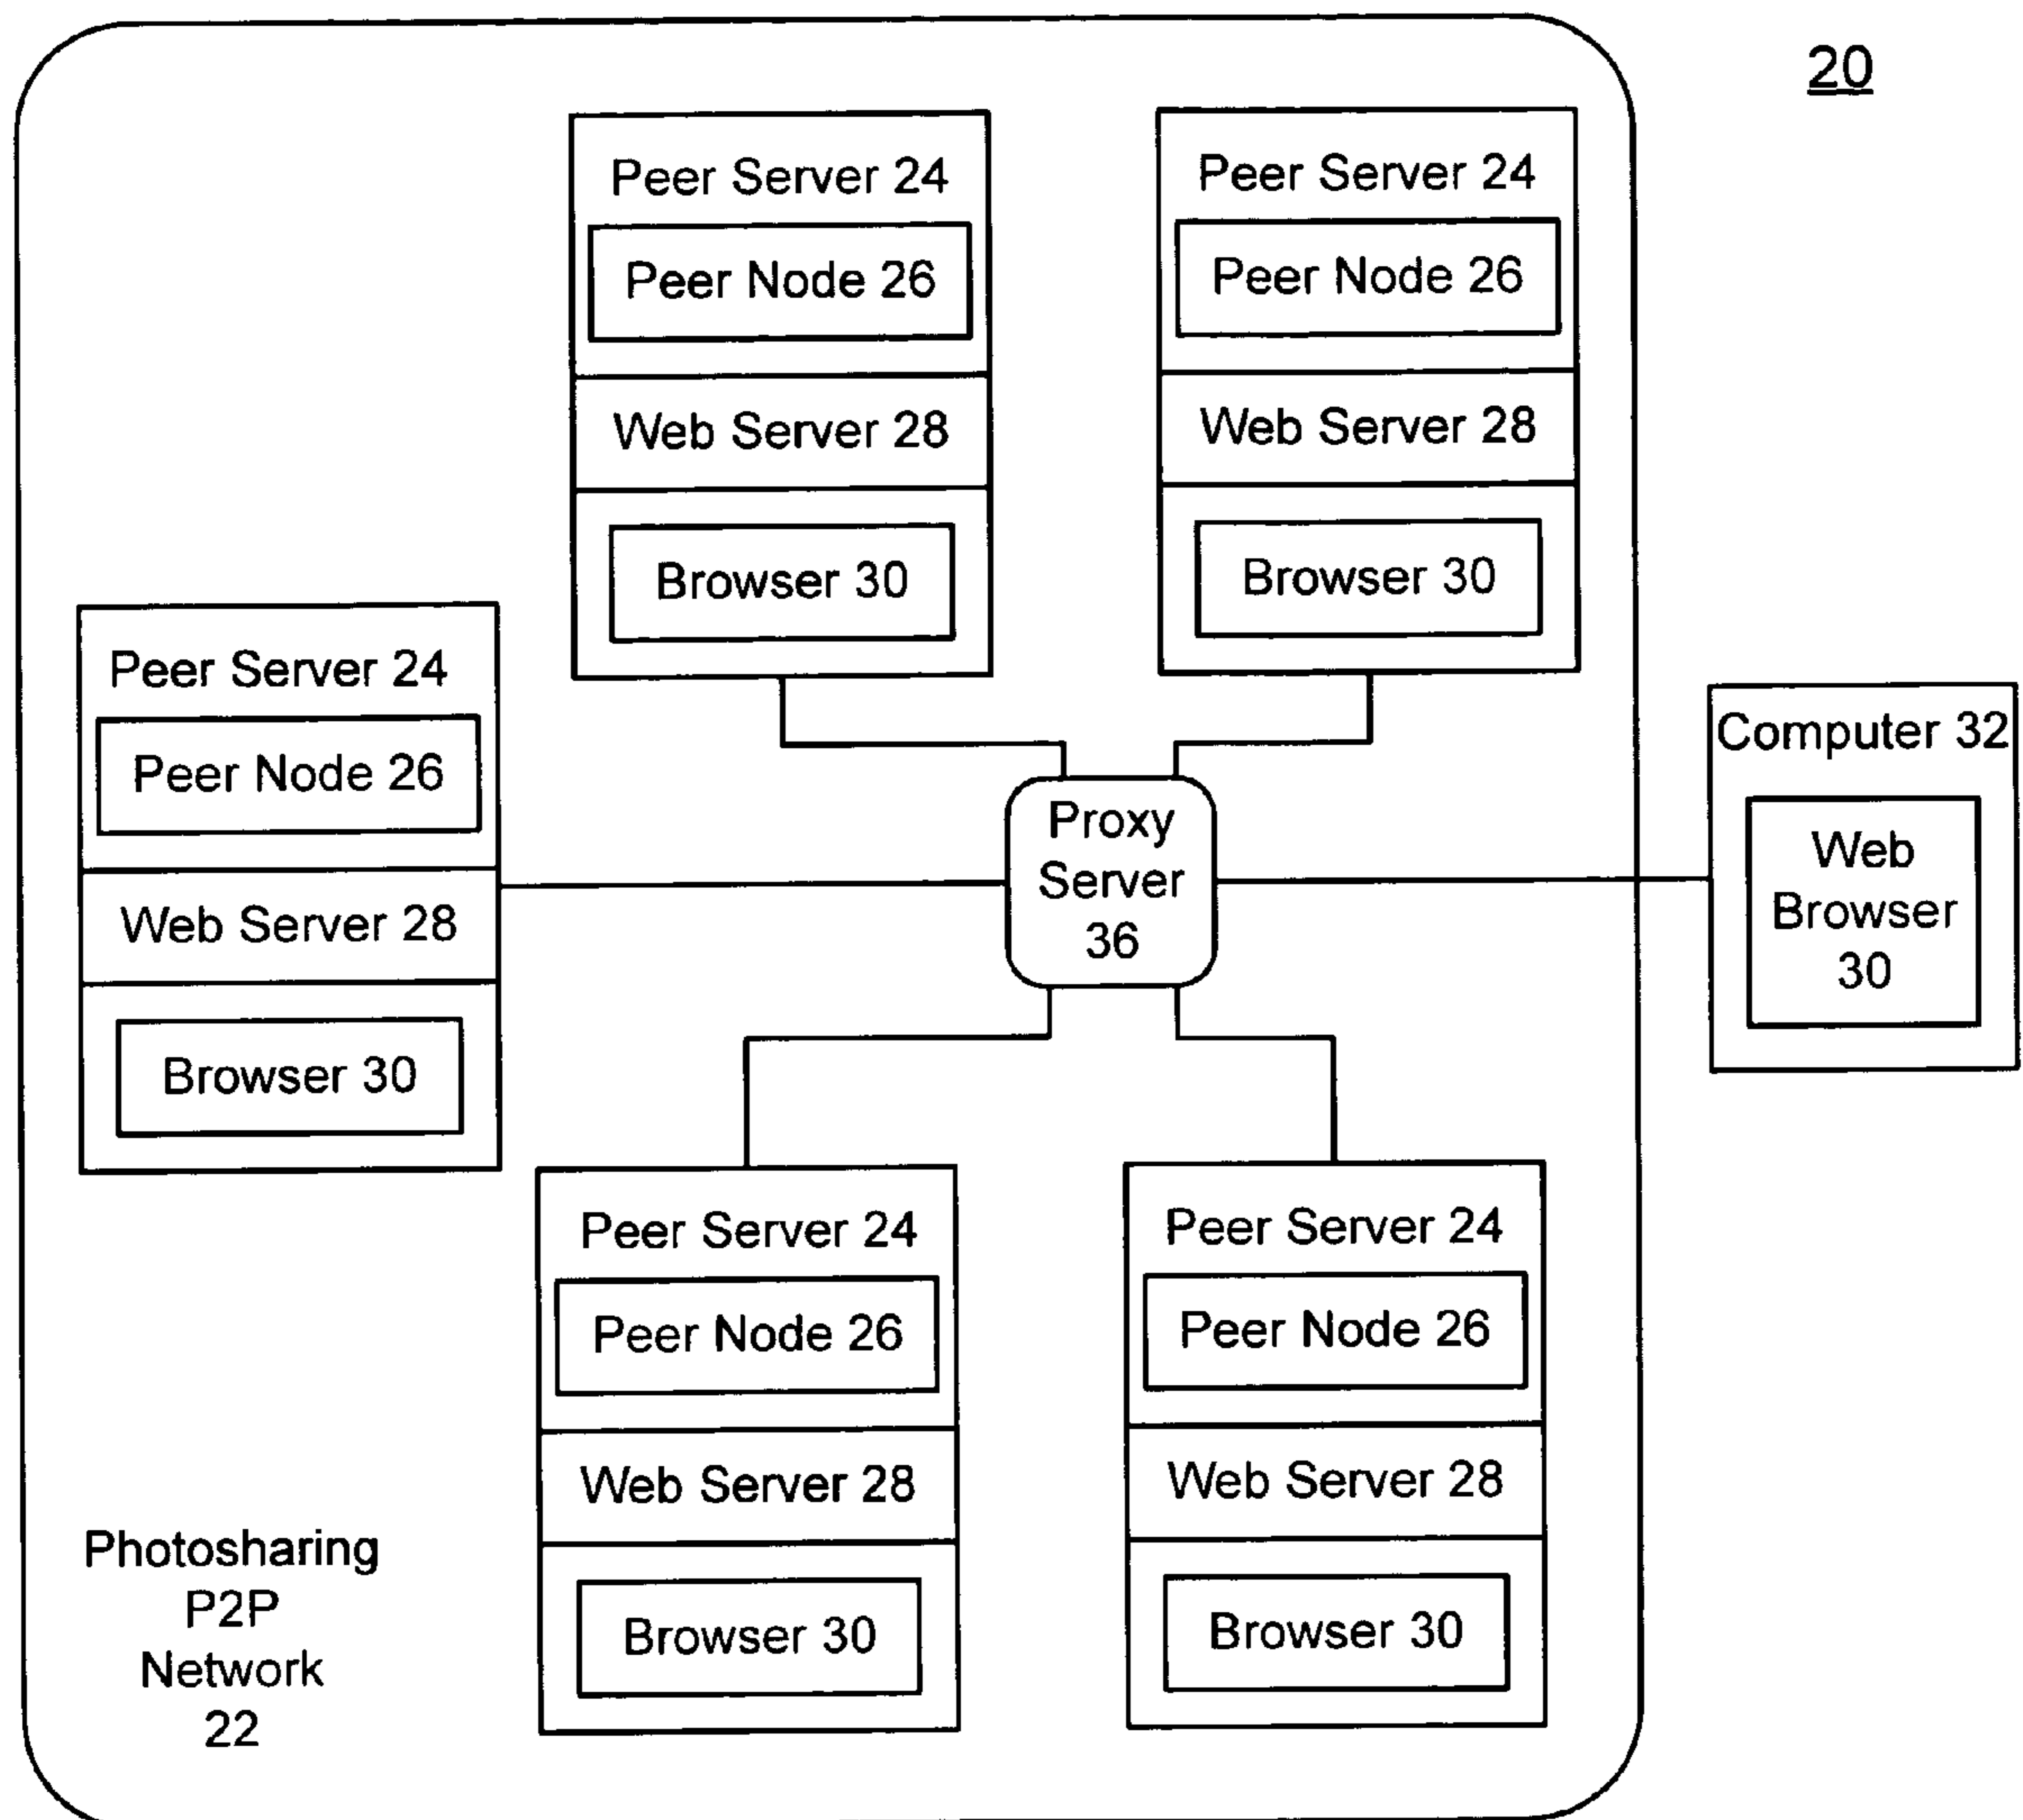 20
Peer Server 24
Peer Node 26
Web Server 28
Browser 30
Peer Server 24
Peer Node 26
Web Server 28
Browser 30
Peer Server 24
Peer Node 26
Web Server 28
Browser 30
Proxy
Server
36
Computer 32
Web
Browser
30
Peer Server 24
Peer Node 26
Web Server 28
Browser 30
Peer Server 24
Peer Node 26
Web Server 28
Browser 30
Photosharing
P2P
Network
22